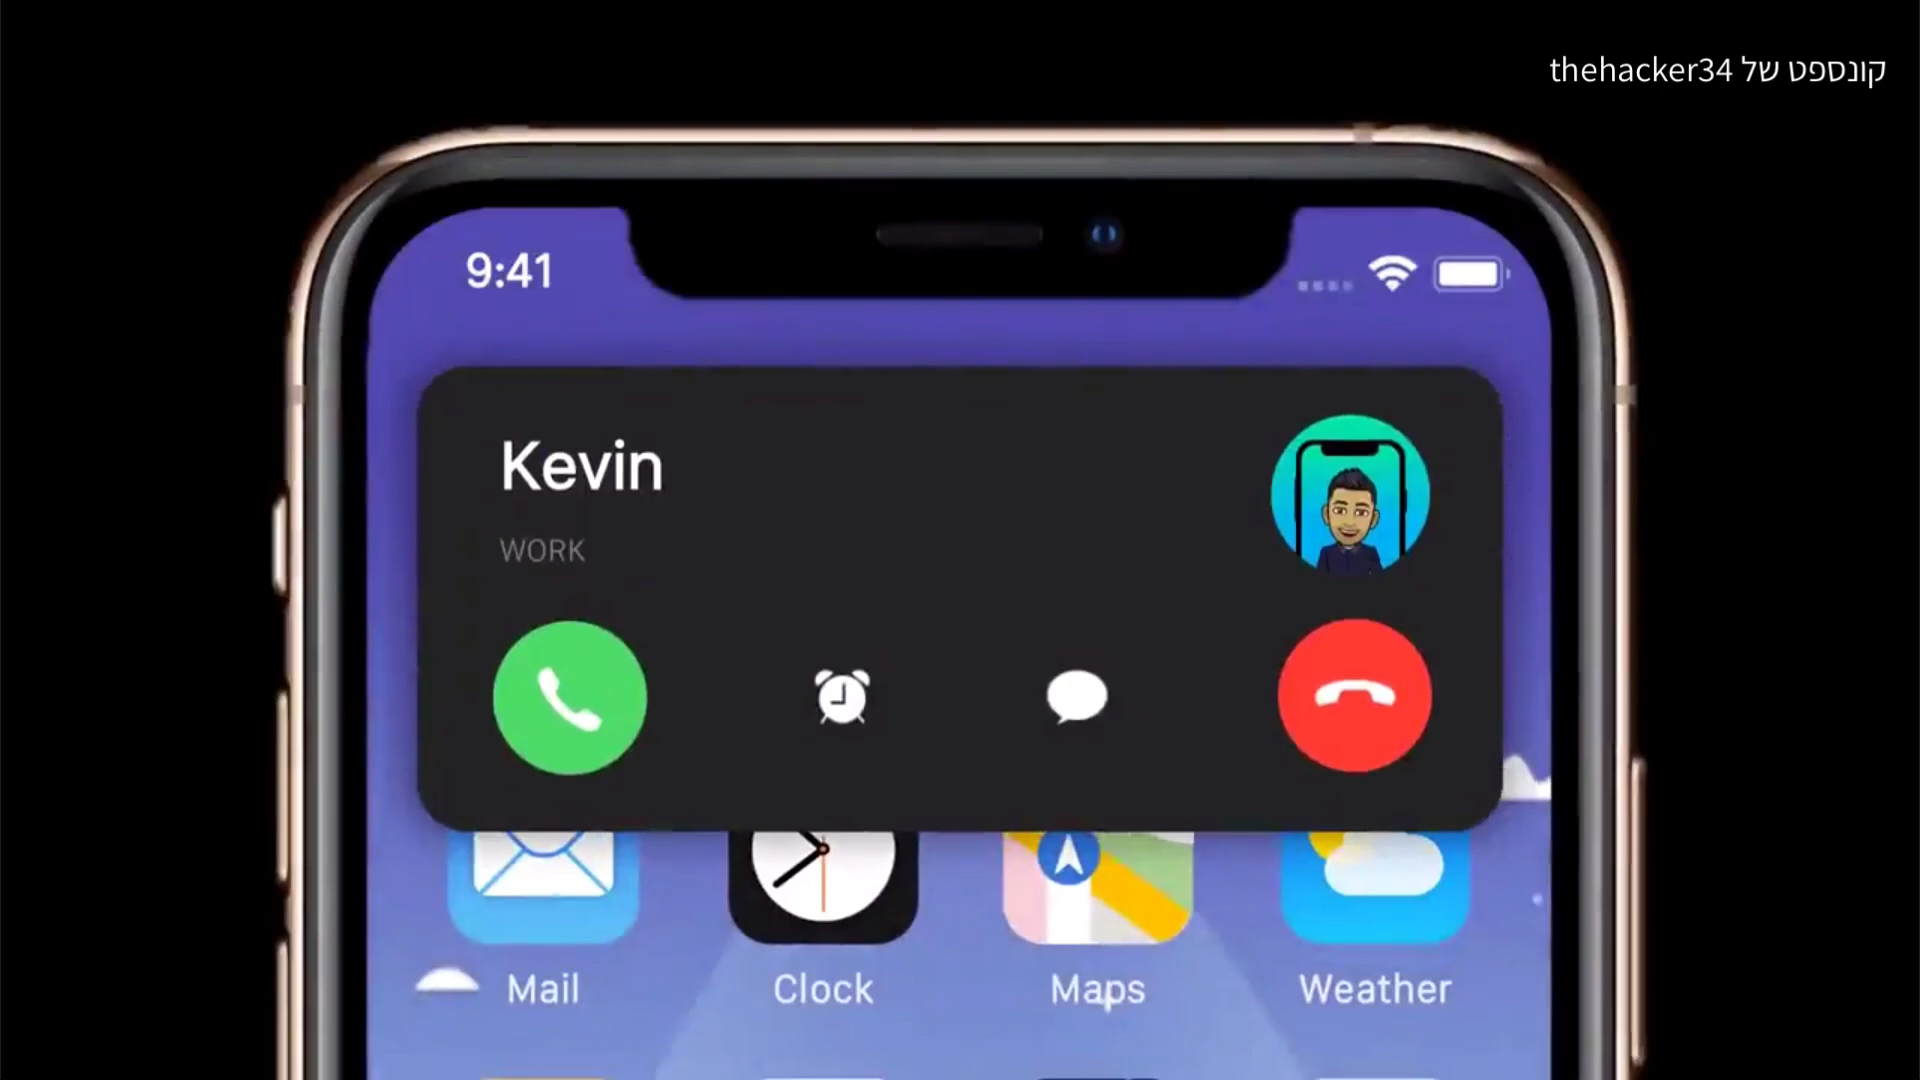 קונספט של thehacker34
9:41
Kevin
WORK
Mail
Clock
Maps
Weather